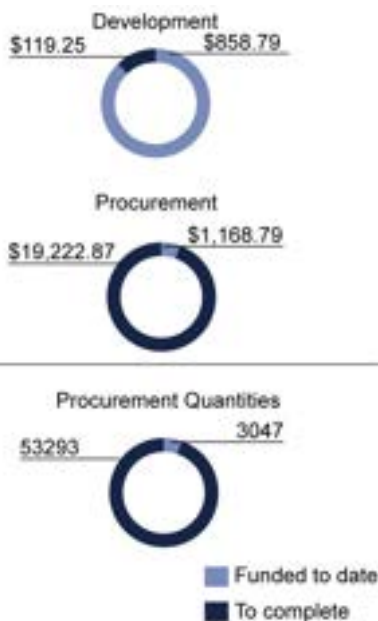 Development
$119.25 $858.79
Procurement
$1,168.79
$19,222.87
Procurement Quantities
3047
53293
Funded to date
To complete